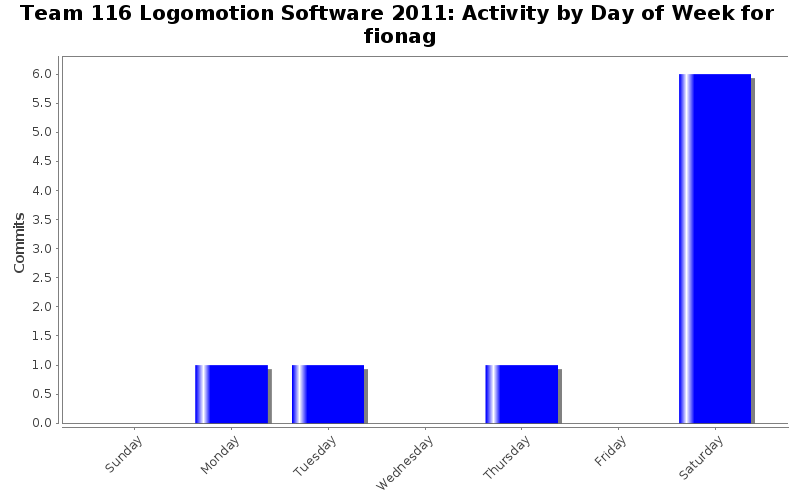 Team 116 Logomotion Software 2011: Activity by Day of Week for
fionag
6.0
5.5
5.0
4.5
4.0
3.5
3.0
2.5
2.0
1.5
1.0
0.5
0.0
Commits
Sunday
Monday
Tuesday
Wednesday
Thursday
Friday
Saturday